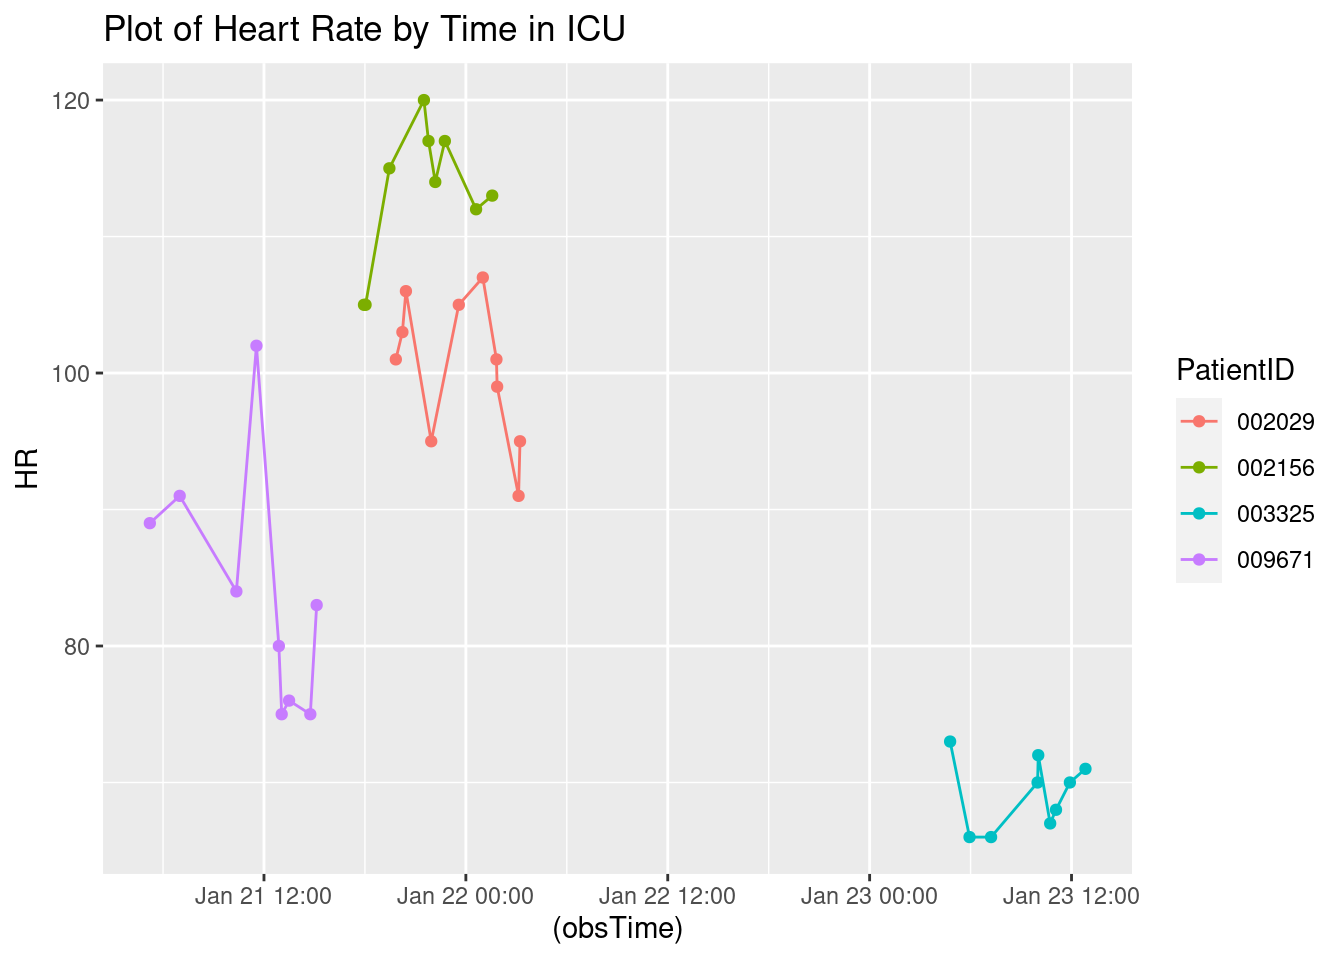 Plot of Heart Rate by Time in ICU
120
100
80
HR
Jan 21 12:00
Jan 22 00:00
Jan 22 12:00
Jan 23 00:00
Jan 23 12:00
(obsTime)
PatientID
002029
002156
003325
009671